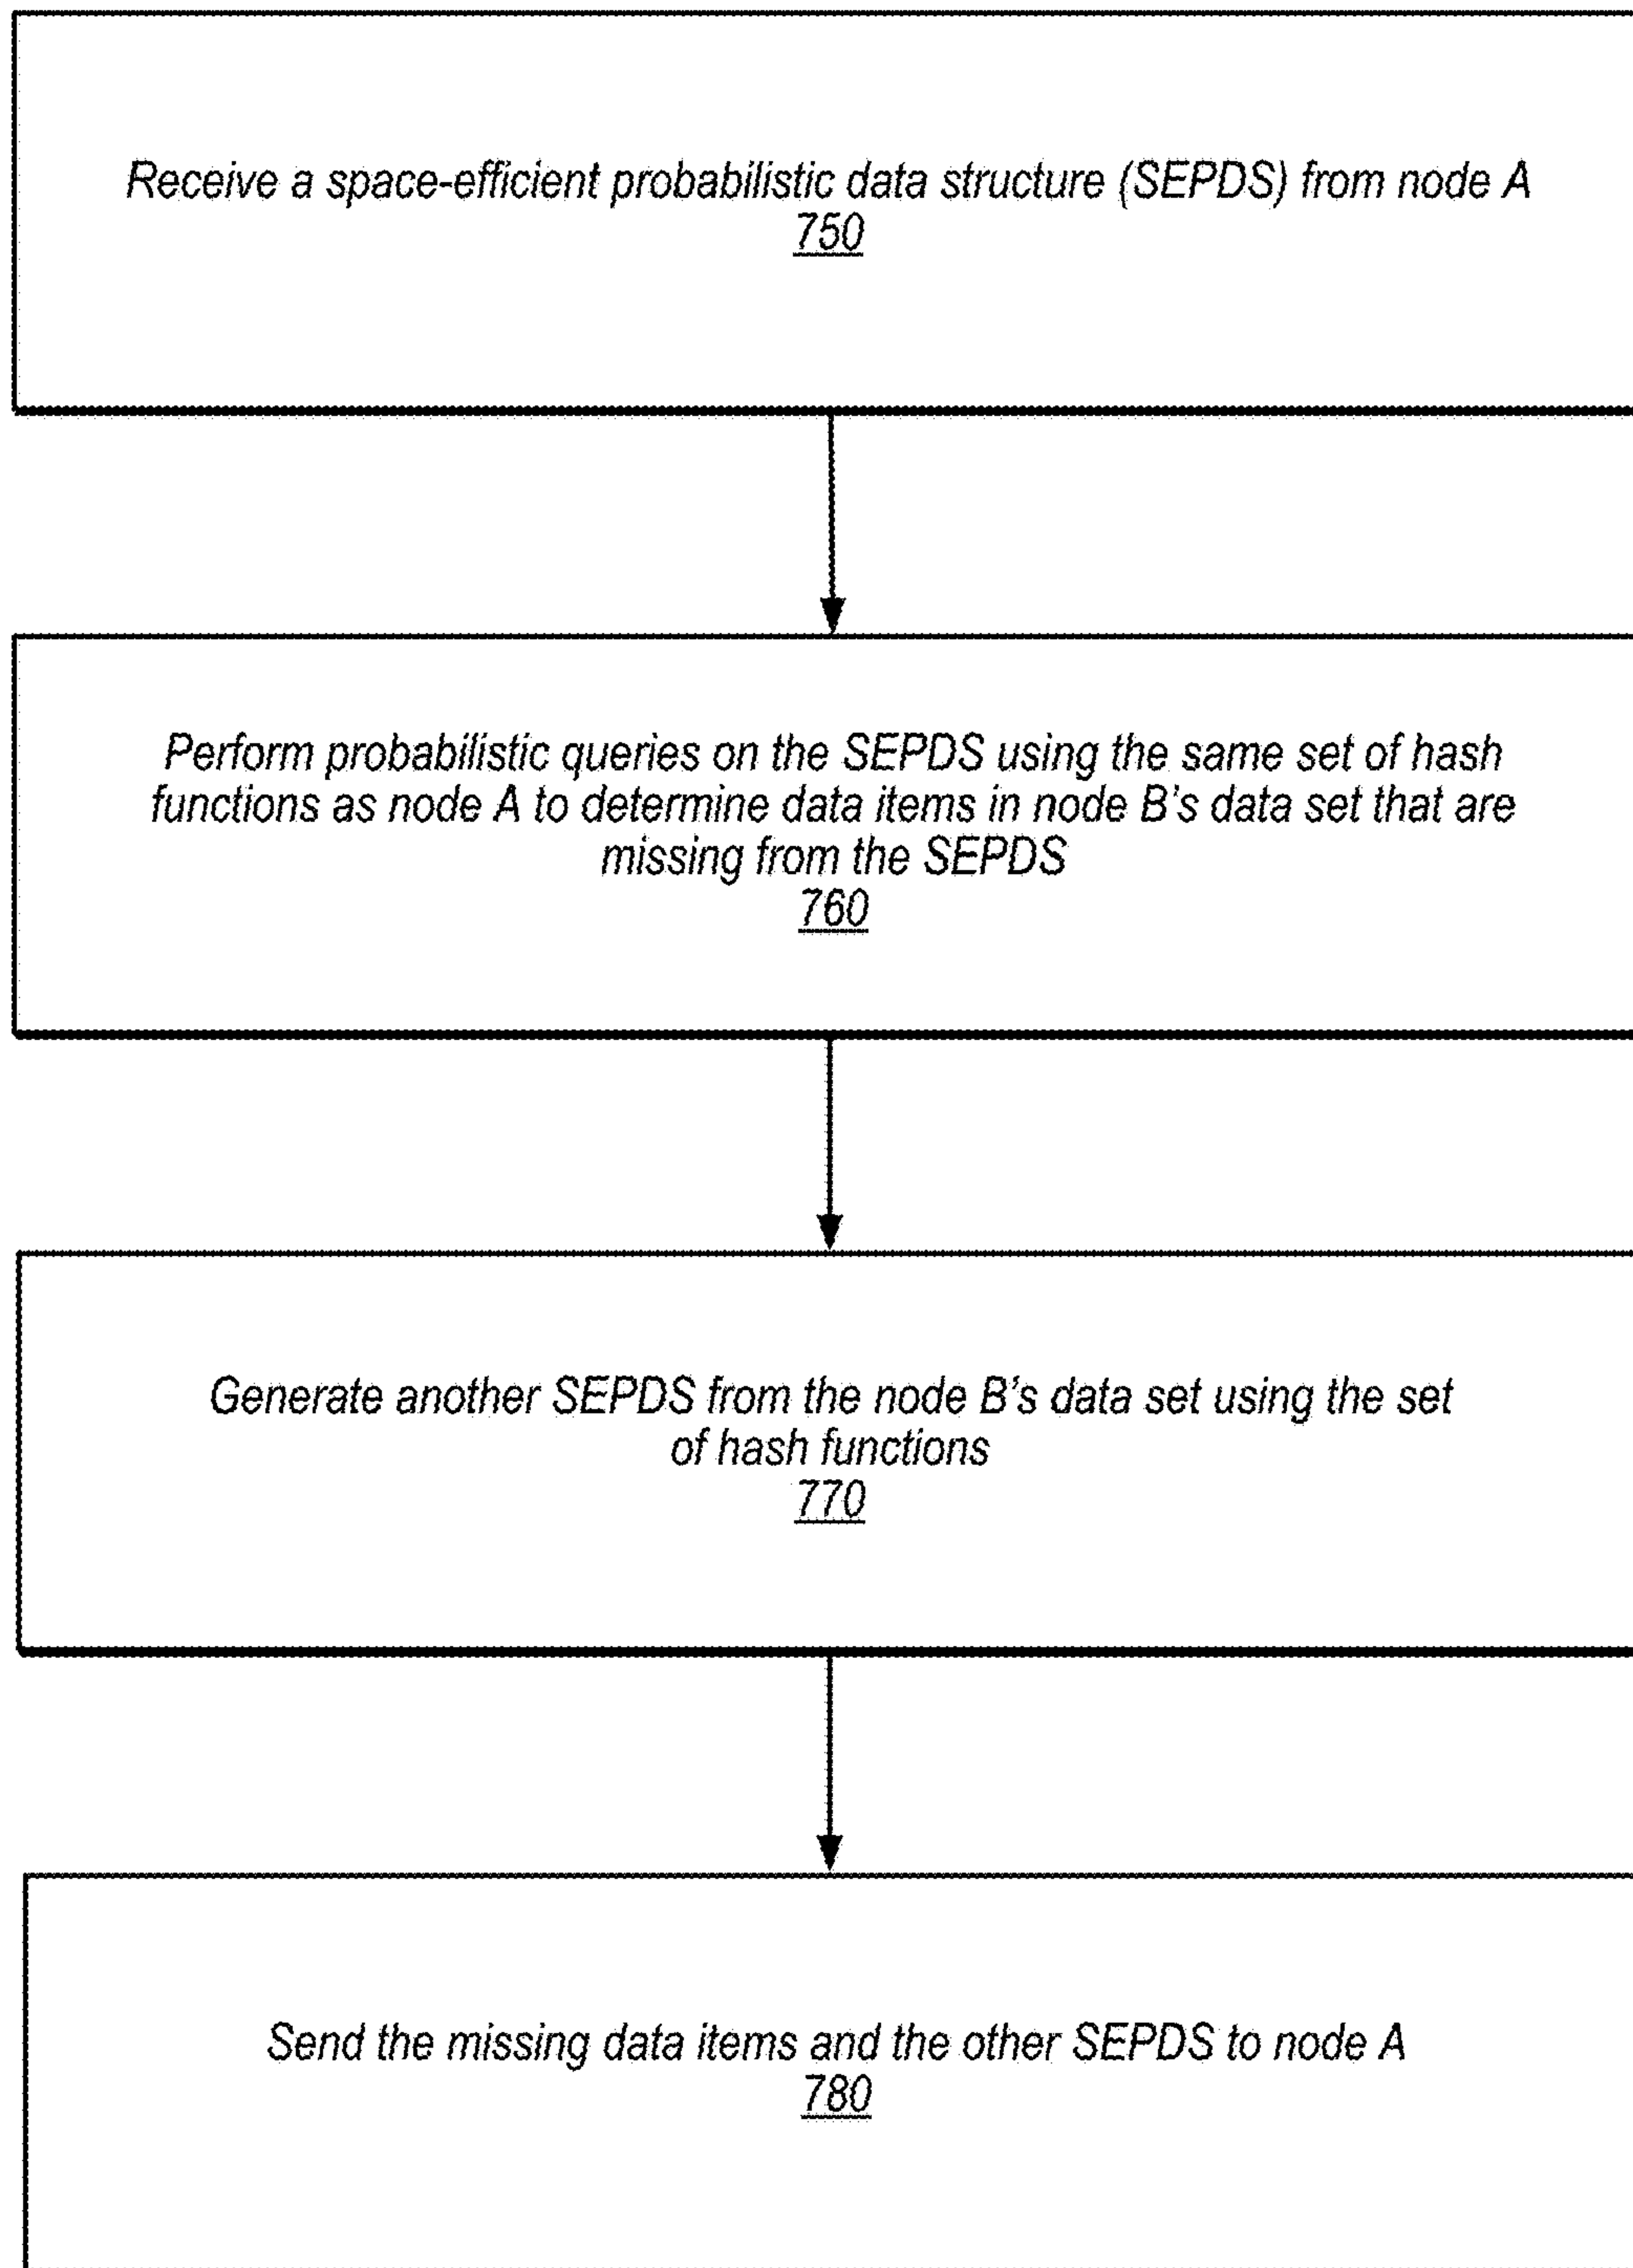 Receive a space-efficient probabilistic data structure (SEPDS) from node A
750
Perform probabilistic queries on the SEPDS using the same set of hash
functions as node A to determine data items in node B's data set that are
missing from the SEPDS
760
Generate another SEPDS from the node B's data set using the set
of hash functions
770
Send the missing data items and the other SEPDS to node A
780